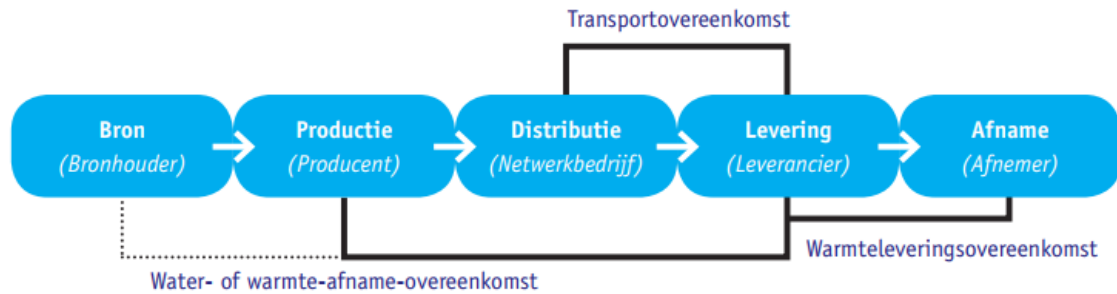 Transportovereenkomst
Bron
(Bronhouder)
Productie
(Producent)
Distributie
(Netwerkbedrijf)
Levering
(Leverancier)
Afname
(Afnemer)
Warmteleveringsovereenkomst
Water- of warmte-afname-overeenkomst